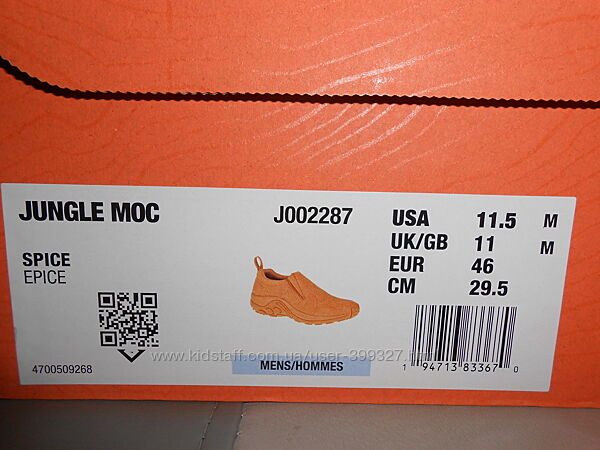 JUNGLE MOC
J002287
SPICE
EPICE
USA 11.5 M
UK/GB 11 M
EUR 46
CM 29.5
4700509268
MENS/HOMMES
1 94713 83367 0
www.kidstaff.com.ua/user-399327.html